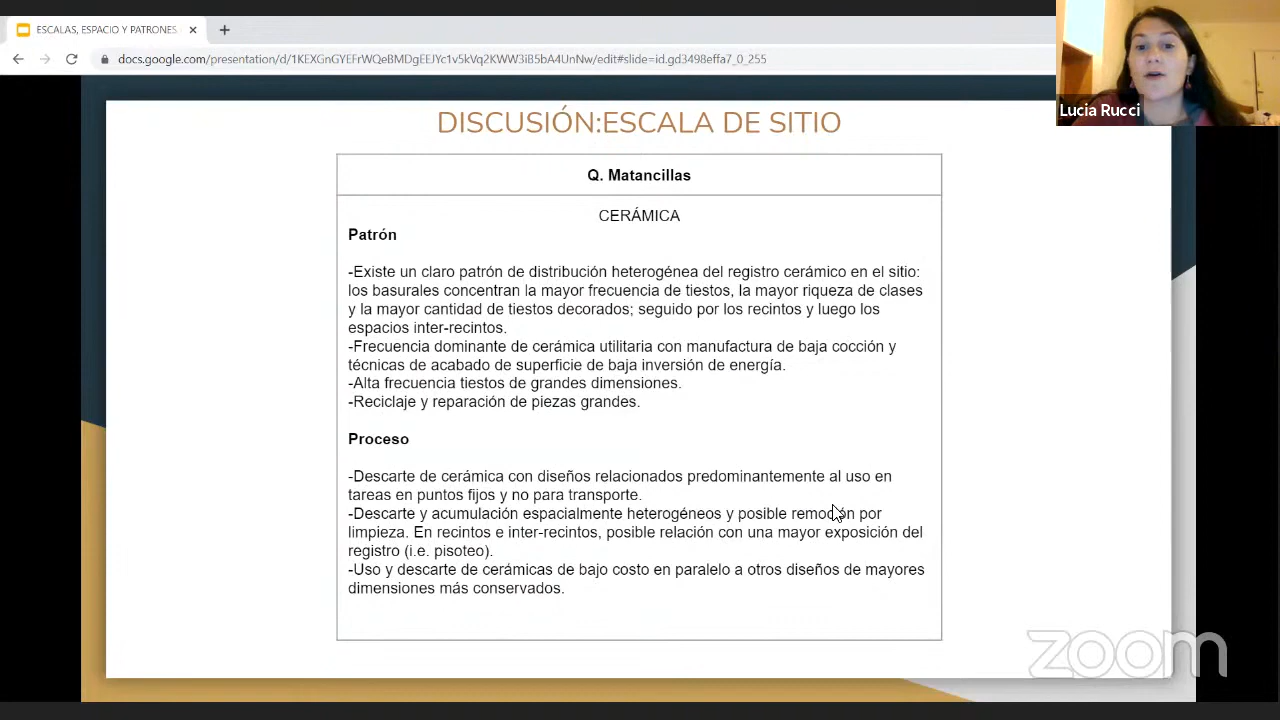 ESCALAS, ESPACIO Y PATRONES
docs.google.com/presentation/d/1KEXGnGYEFrWQeBMDgEEJYc1v5kVq2KWW3iB5bA4UnNw/edit#slide=id.gd3498effa7_0_255
Lucia Rucci
DISCUSIÓN:ESCALA DE SITIO
Q. Matancillas
CERÁMICA
Patrón
-Existe un claro patrón de distribución heterogénea del registro cerámico en el sitio:
los basurales concentran la mayor frecuencia de tiestos, la mayor riqueza de clases
y la mayor cantidad de tiestos decorados; seguido por los recintos y luego los
espacios inter-recintos.
-Frecuencia dominante de cerámica utilitaria con manufactura de baja cocción y
técnicas de acabado de superficie de baja inversión de energía.
-Alta frecuencia tiestos de grandes dimensiones.
-Reciclaje y reparación de piezas grandes.
Proceso
-Descarte de cerámica con diseños relacionados predominantemente al uso en
tareas en puntos fijos y no para transporte.
-Descarte y acumulación espacialmente heterogéneos y posible remoción por
limpieza. En recintos e inter-recintos, posible relación con una mayor exposición del
registro (i.e. pisoteo).
-Uso y descarte de cerámicas de bajo costo en paralelo a otros diseños de mayores
dimensiones más conservados.
zoom